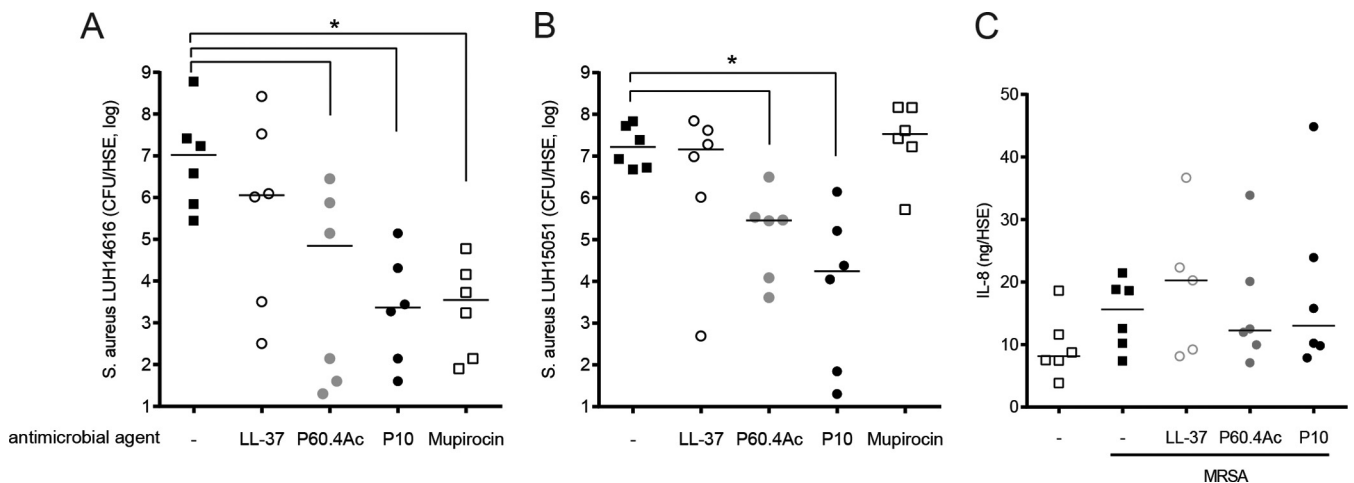 A
B
C
*
*
S. aureus LUH14616 (CFU/HSE, log)
9
8
7
6
5
4
3
2
1
antimicrobial agent
- LL-37 P60.4Ac P10 Mupirocin
S. aureus LUH15051 (CFU/HSE, log)
9
8
7
6
5
4
3
2
1
- LL-37 P60.4Ac P10 Mupirocin
IL-8 (ng/HSE)
50
40
30
20
10
0
- - LL-37 P60.4Ac P10
MRSA